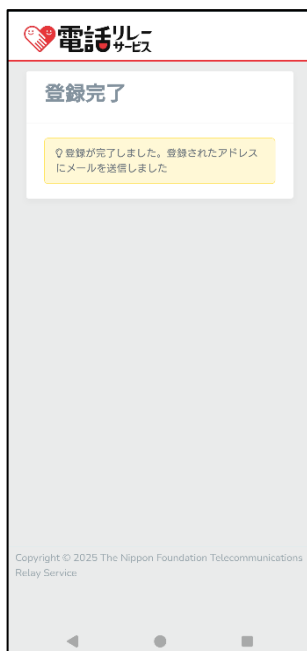 電話リレーサービス
登録完了
登録が完了しました。登録されたアドレス
にメールを送信しました
Copyright © 2025 The Nippon Foundation Telecommunications
Relay Service